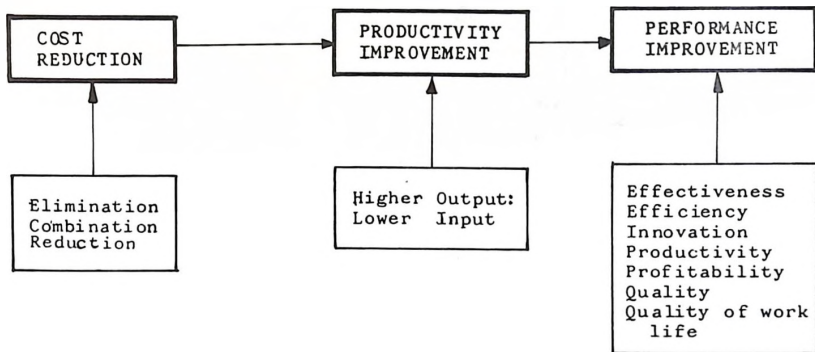 COST
REDUCTION
PRODUCTIVITY
IMPROVEMENT
PERFORMANCE
IMPROVEMENT
Elimination
Combination
Reduction
Higher Output:
Lower Input
Effectiveness
Efficiency
Innovation
Productivity
Profitability
Quality
Quality of work
life